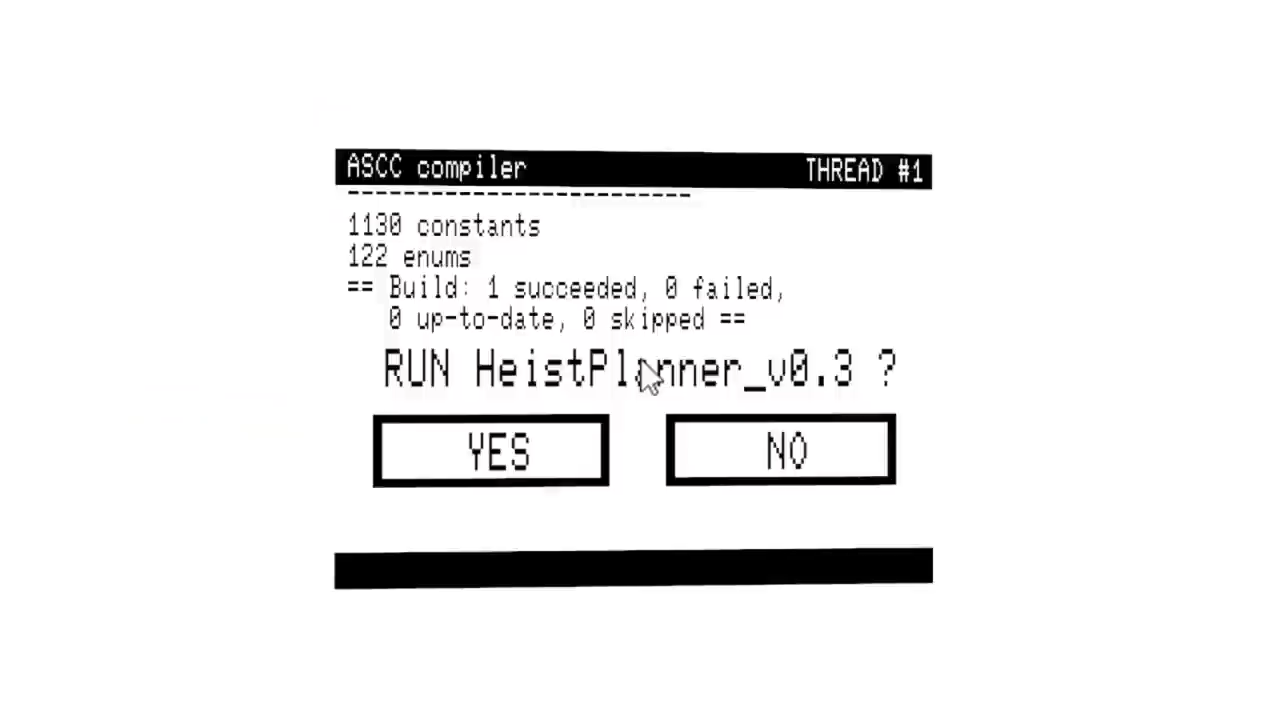 ASCC compiler THREAD #1
--------------------------
1130 constants
122 enums
== Build: 1 succeeded, 0 failed,
0 up-to-date, 0 skipped ==
RUN HeistPlanner_v0.3 ?
YES NO